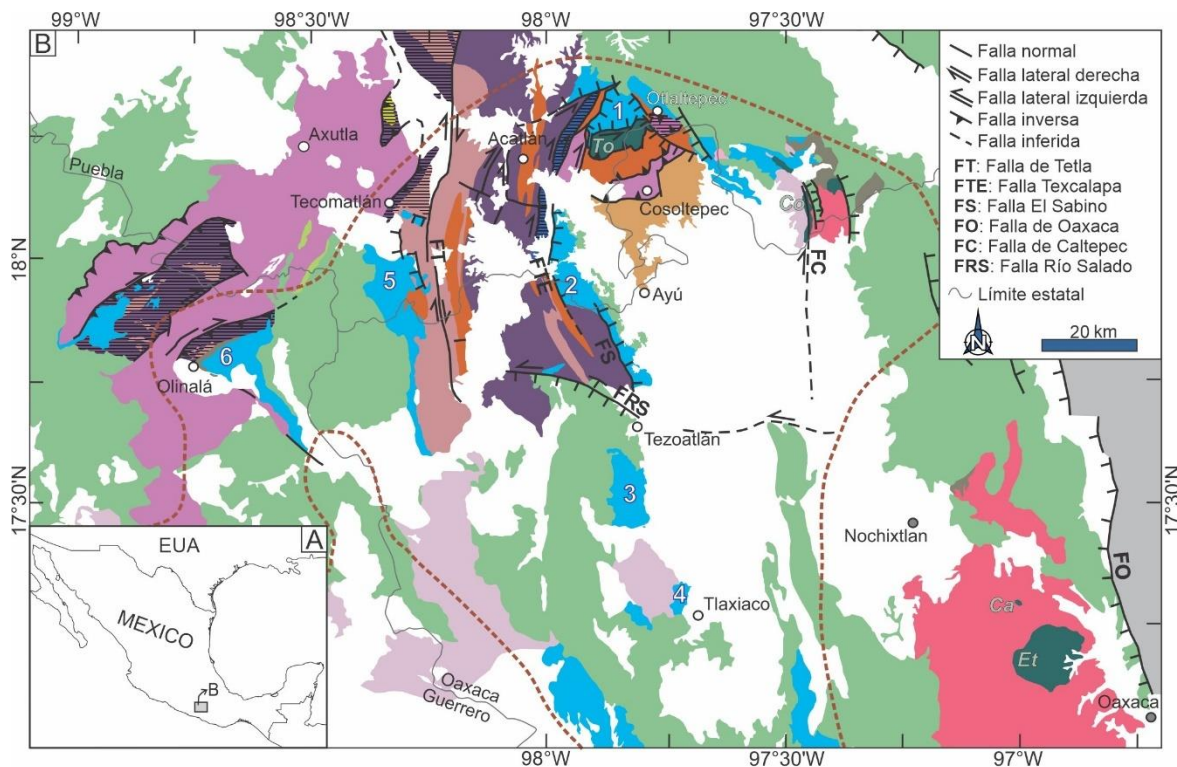 99°W
98°30'W
98°W
97°30'W
B
Falla normal
Falla lateral derecha
Falla lateral izquierda
Falla inversa
Falla inferida
FT: Falla de Tetla
FTE: Falla Texcalapa
FS: Falla El Sabino
FO: Falla de Oaxaca
FC: Falla de Caltepec
FRS: Falla Río Salado
Límite estatal
N
20 km
1
Otlaltepec
Axutla
Acatlán
To
Puebla
Tecomatlán
Cosoltepec
Co
18°N
FT
FTE
FC
5
2
Ayú
6
FS
Olinalá
FRS
Tezoatlán
3
17°30'N
17°30'N
Nochixtlan
FO
A
EUA
MEXICO
B
4
Tlaxiaco
Ca
Et
Oaxaca
Guerrero
Oaxaca
98°W
97°30'W
97°W